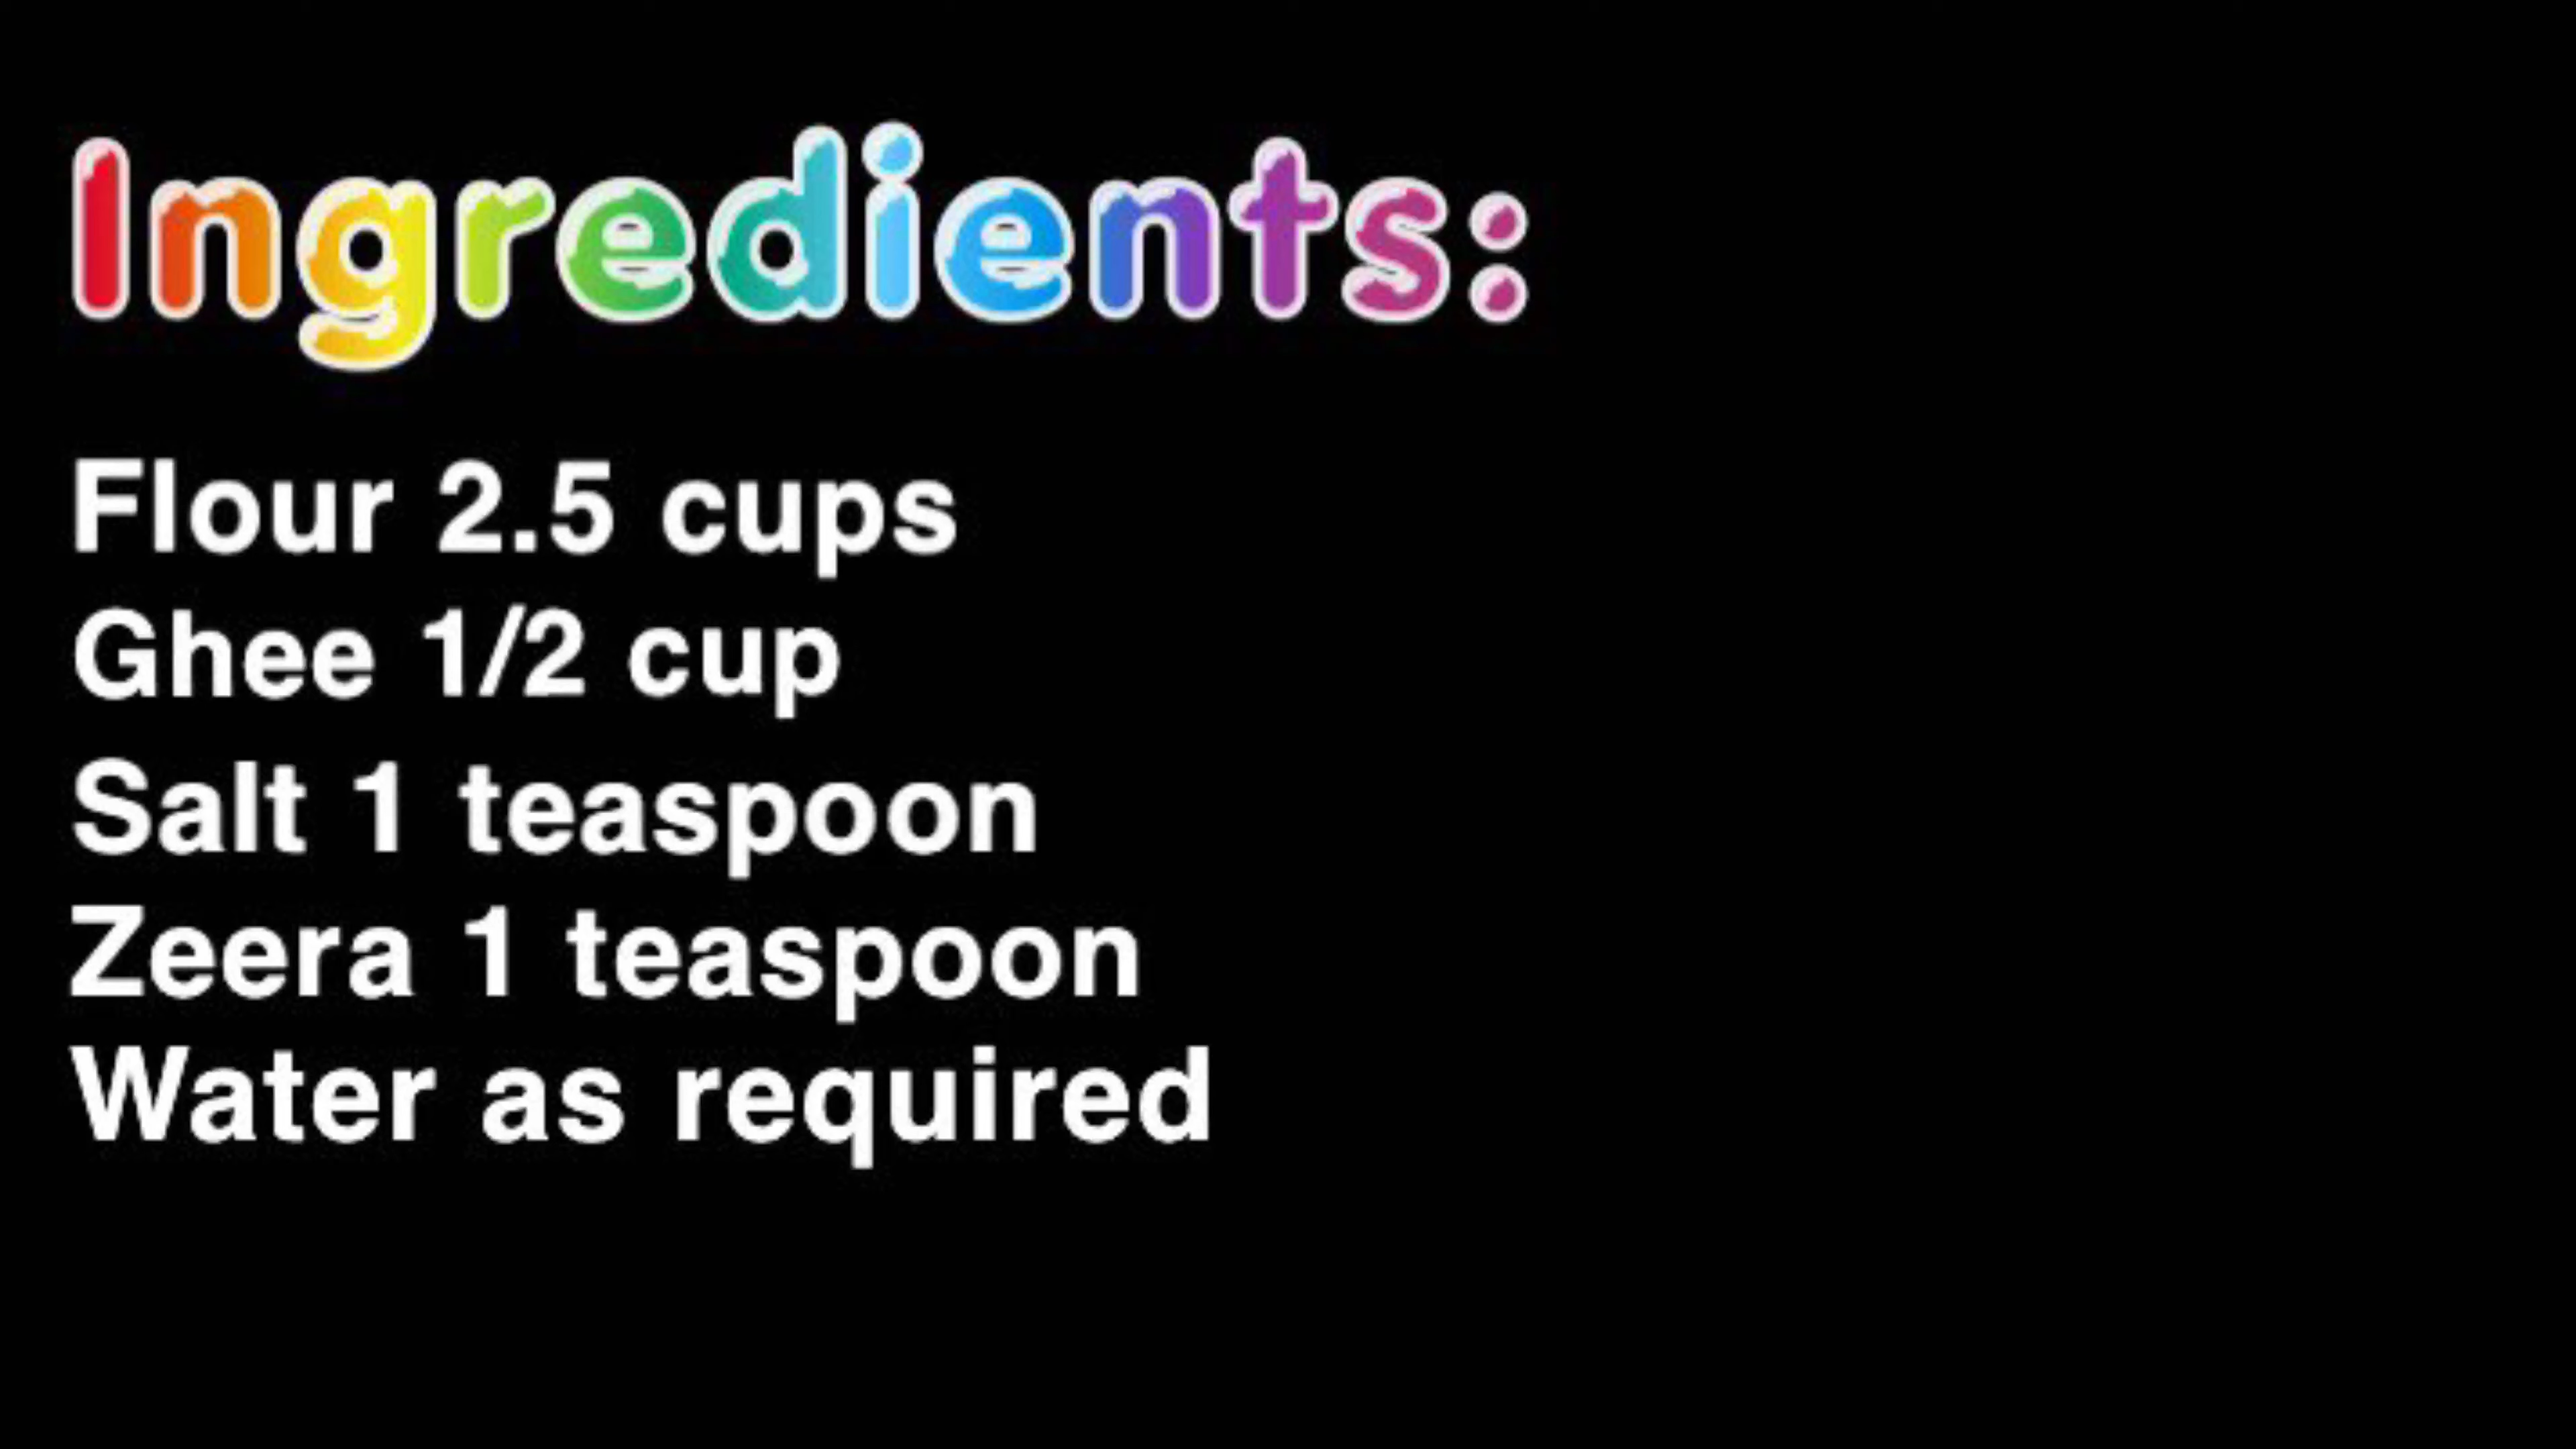 Ingredients:
Flour 2.5 cups
Ghee 1/2 cup
Salt 1 teaspoon
Zeera 1 teaspoon
Water as required